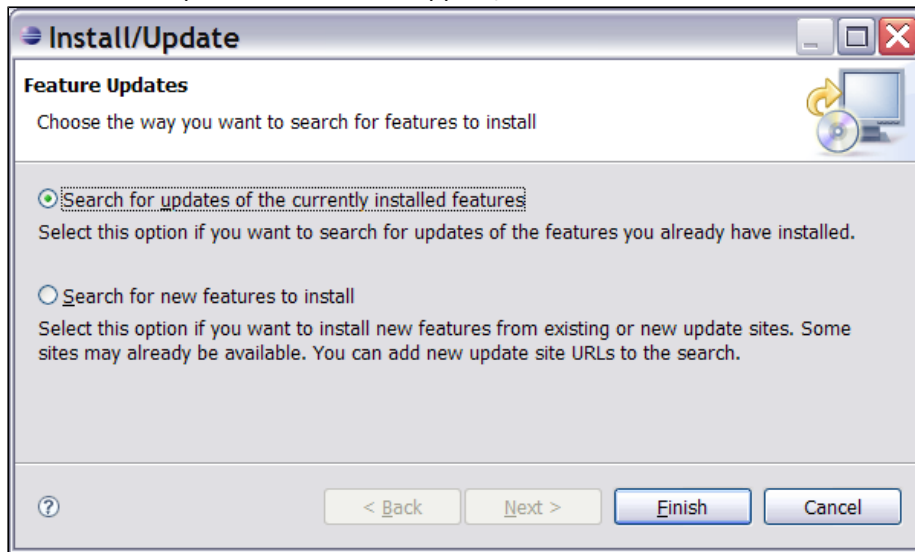 Install/Update
Feature Updates
Choose the way you want to search for features to install
Search for updates of the currently installed features
Select this option if you want to search for updates of the features you already have installed.
Search for new features to install
Select this option if you want to install new features from existing or new update sites. Some
sites may already be available. You can add new update site URLs to the search.
?
< Back Next > Finish Cancel